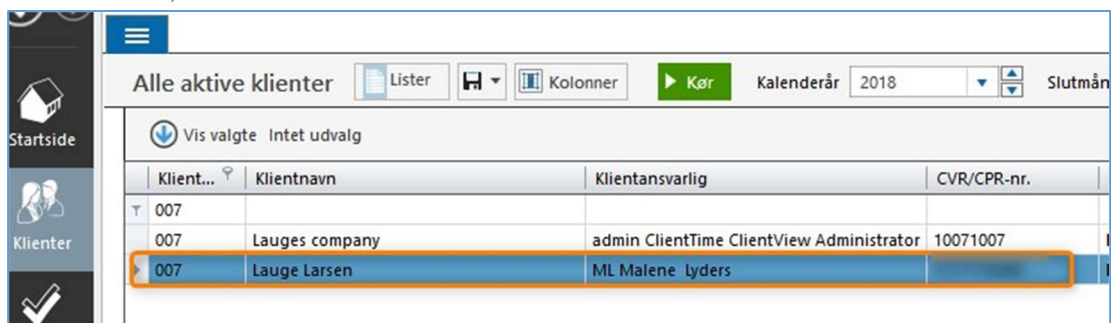 Alle aktive klienter Lister Kolonner Kør Kalenderår 2018 Slutmån
Startside
Vis valgte Intet udvalg
Klient... Klientnavn Klientansvarlig CVR/CPR-nr.
007
Klienter
007 Lauges company admin ClientTime ClientView Administrator 10071007
007 Lauge Larsen ML Malene Lyders